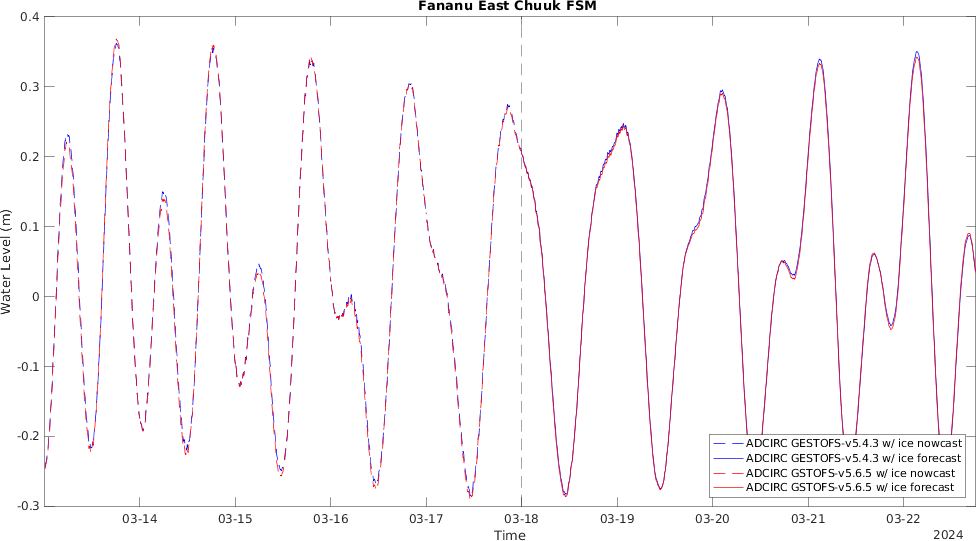 Fananu East Chuuk FSM
0.4
0.3
0.2
0.1
0
-0.1
-0.2
-0.3
Water Level (m)
03-14 03-15 03-16 03-17 03-18 03-19 03-20 03-21 03-22
Time
2024
ADCIRC GESTOFS-v5.4.3 w/ ice nowcast
ADCIRC GESTOFS-v5.4.3 w/ ice forecast
ADCIRC GSTOFS-v5.6.5 w/ ice nowcast
ADCIRC GESTOFS-v5.6.5 w/ ice forecast